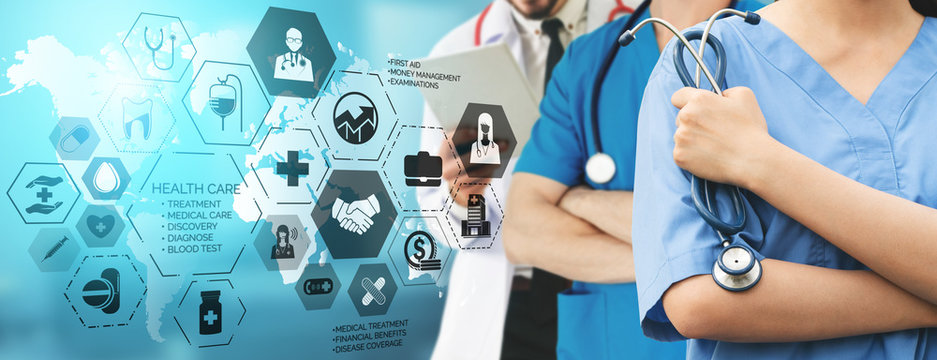 • FIRST AID
• MONEY MANAGEMENT
• EXAMINATIONS
HEALTH CARE
• TREATMENT
• MEDICAL CARE
• DISCOVERY
• DIAGNOSE
• BLOOD TEST
$
• MEDICAL TREATMENT
• FINANCIAL BENEFITS
• DISEASE COVERAGE